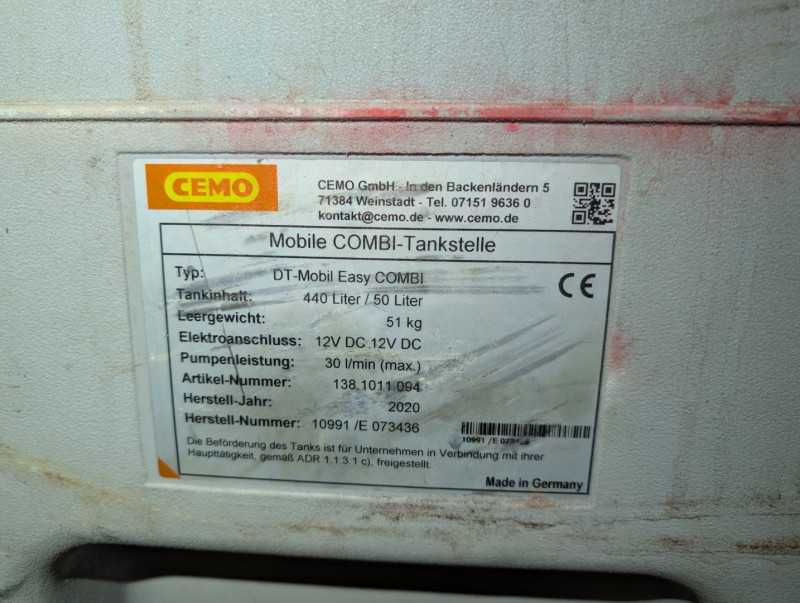 CEMO
CEMO GmbH - In den Backenländern 5
71384 Weinstadt - Tel. 07151 9636 0
kontakt@cemo.de - www.cemo.de
Mobile COMBI-Tankstelle
Typ: DT-Mobil Easy COMBI
Tankinhalt: 440 Liter / 50 Liter
Leergewicht: 51 kg
Elektroanschluss: 12V DC 12V DC
Pumpenleistung: 30 l/min (max.)
Artikel-Nummer: 138.1011.094
Herstell-Jahr: 2020
Herstell-Nummer: 10991 /E 073436
CE
10991 /E
Die Beförderung des Tanks ist für Unternehmen in Verbindung mit ihrer
Haupttätigkeit, gemäß ADR 1.1.3.1 c), freigestellt.
Made in Germany